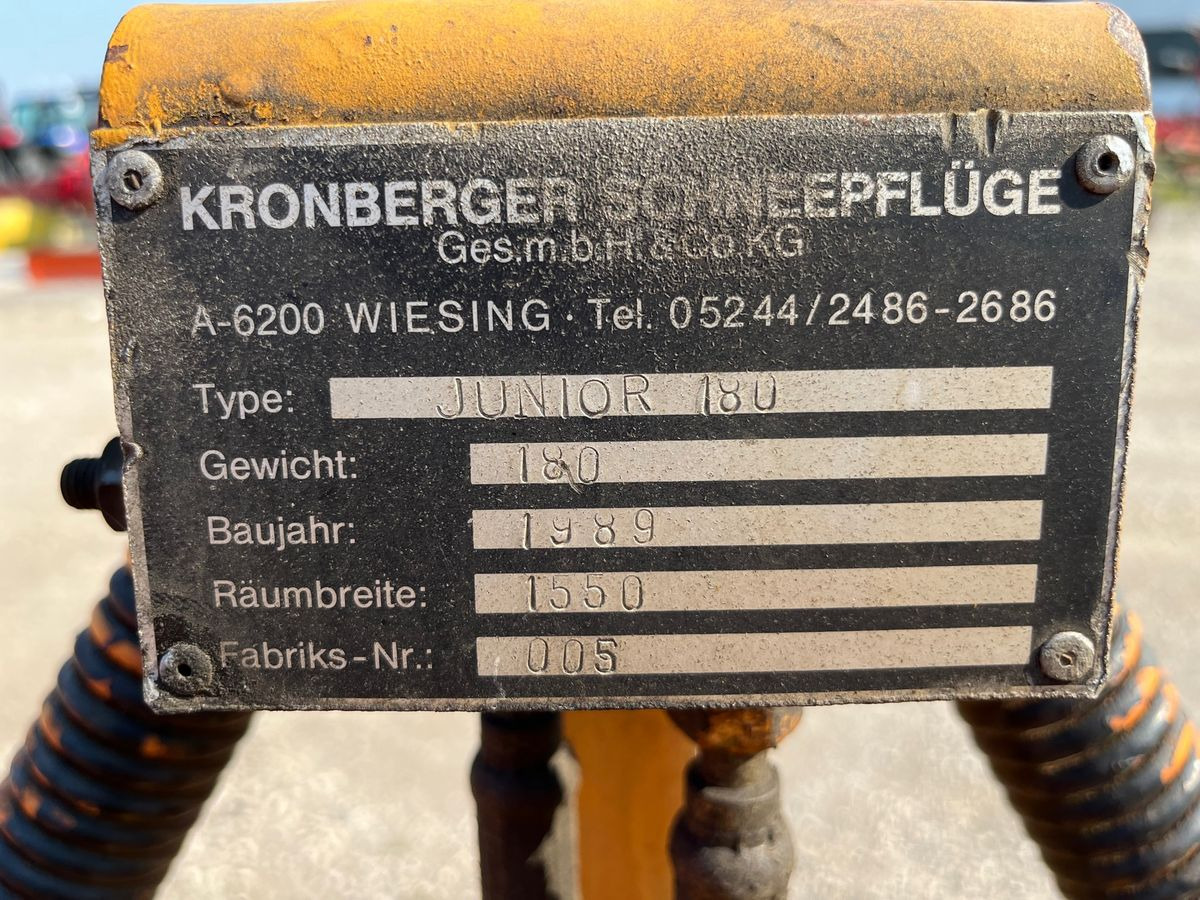 KRONBERGER SCHNEEPFLÜGE
Ges.m.b.H.&Co.KG
A-6200 WIESING · Tel. 05244/2486-2686
Type: JUNIOR 180
Gewicht: 180
Baujahr: 1989
Räumbreite: 1550
Fabriks-Nr.: 005